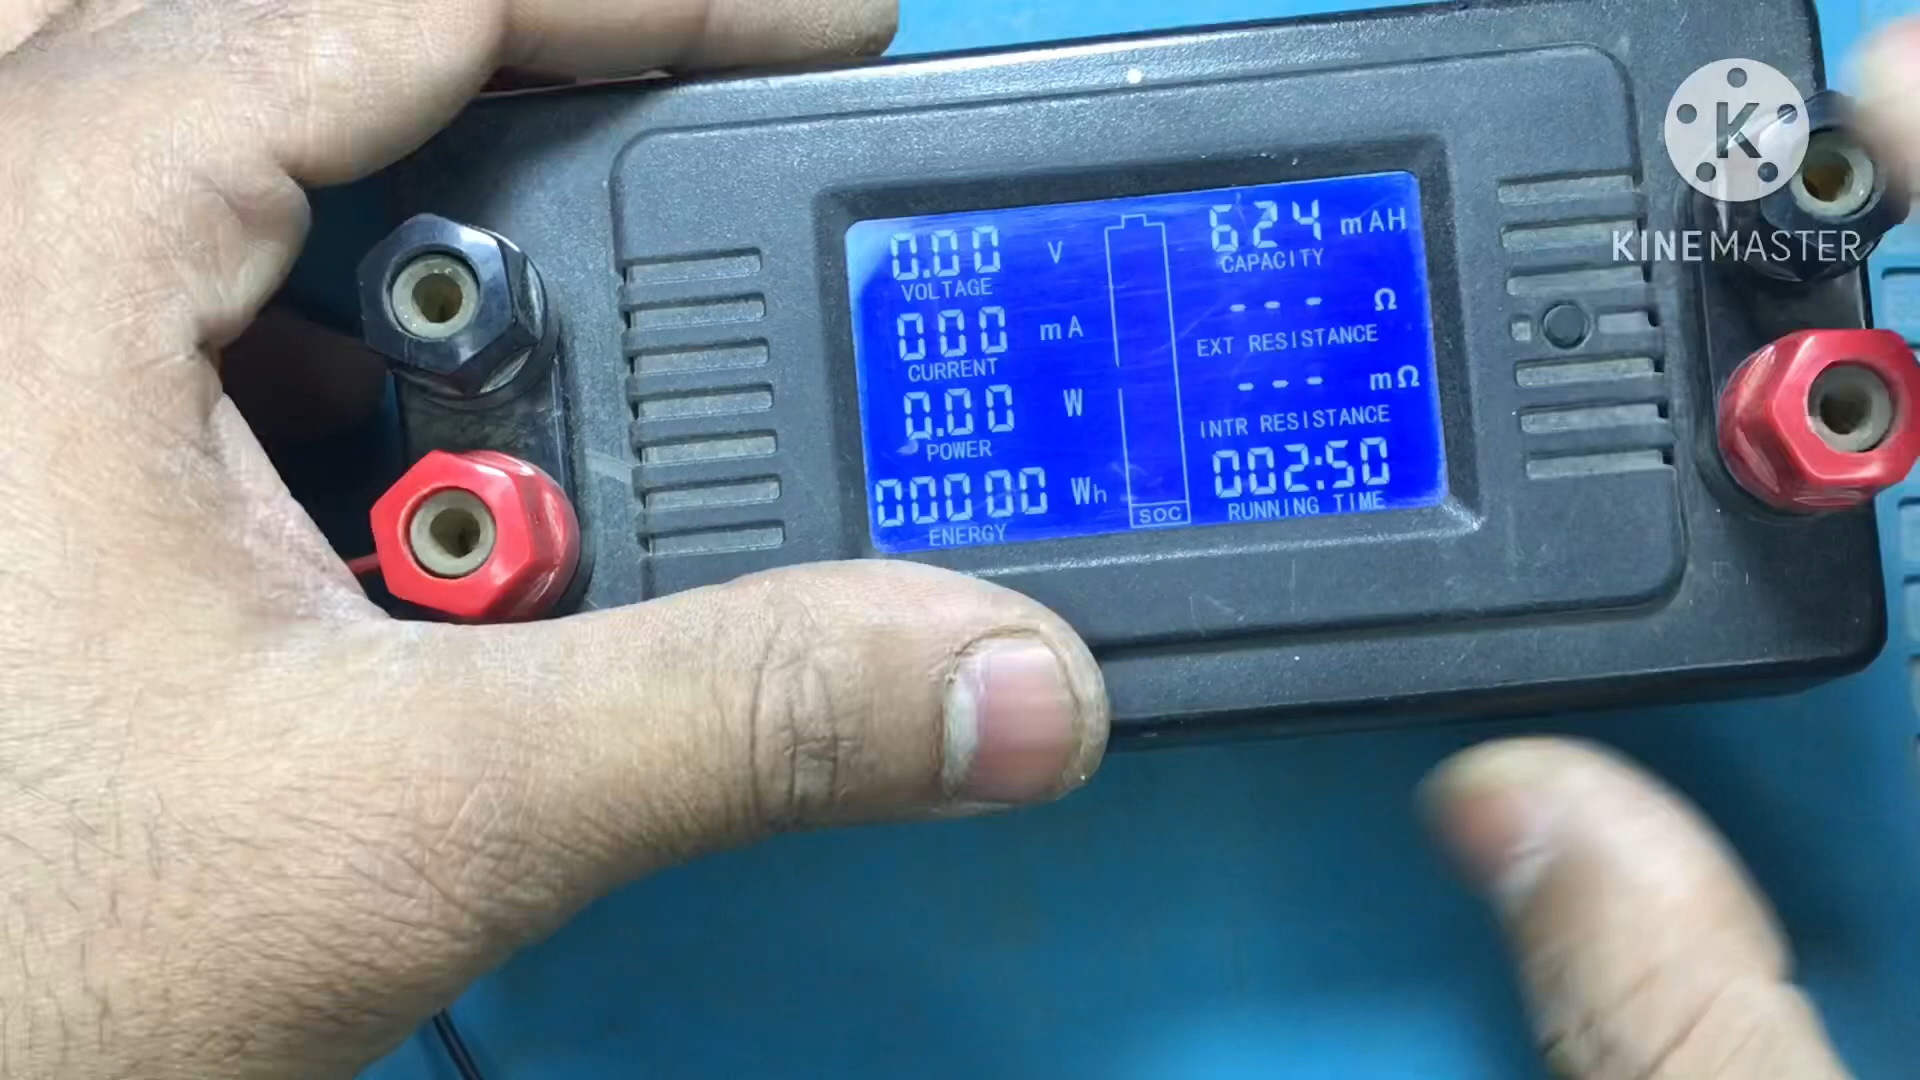 K
KINEMASTER
0.00 V
VOLTAGE
000 mA
CURRENT
0.00 W
POWER
00000 Wh
ENERGY
SOC
624 mAH
CAPACITY
--- Ω
EXT RESISTANCE
--- mΩ
INTR RESISTANCE
002:50
RUNNING TIME